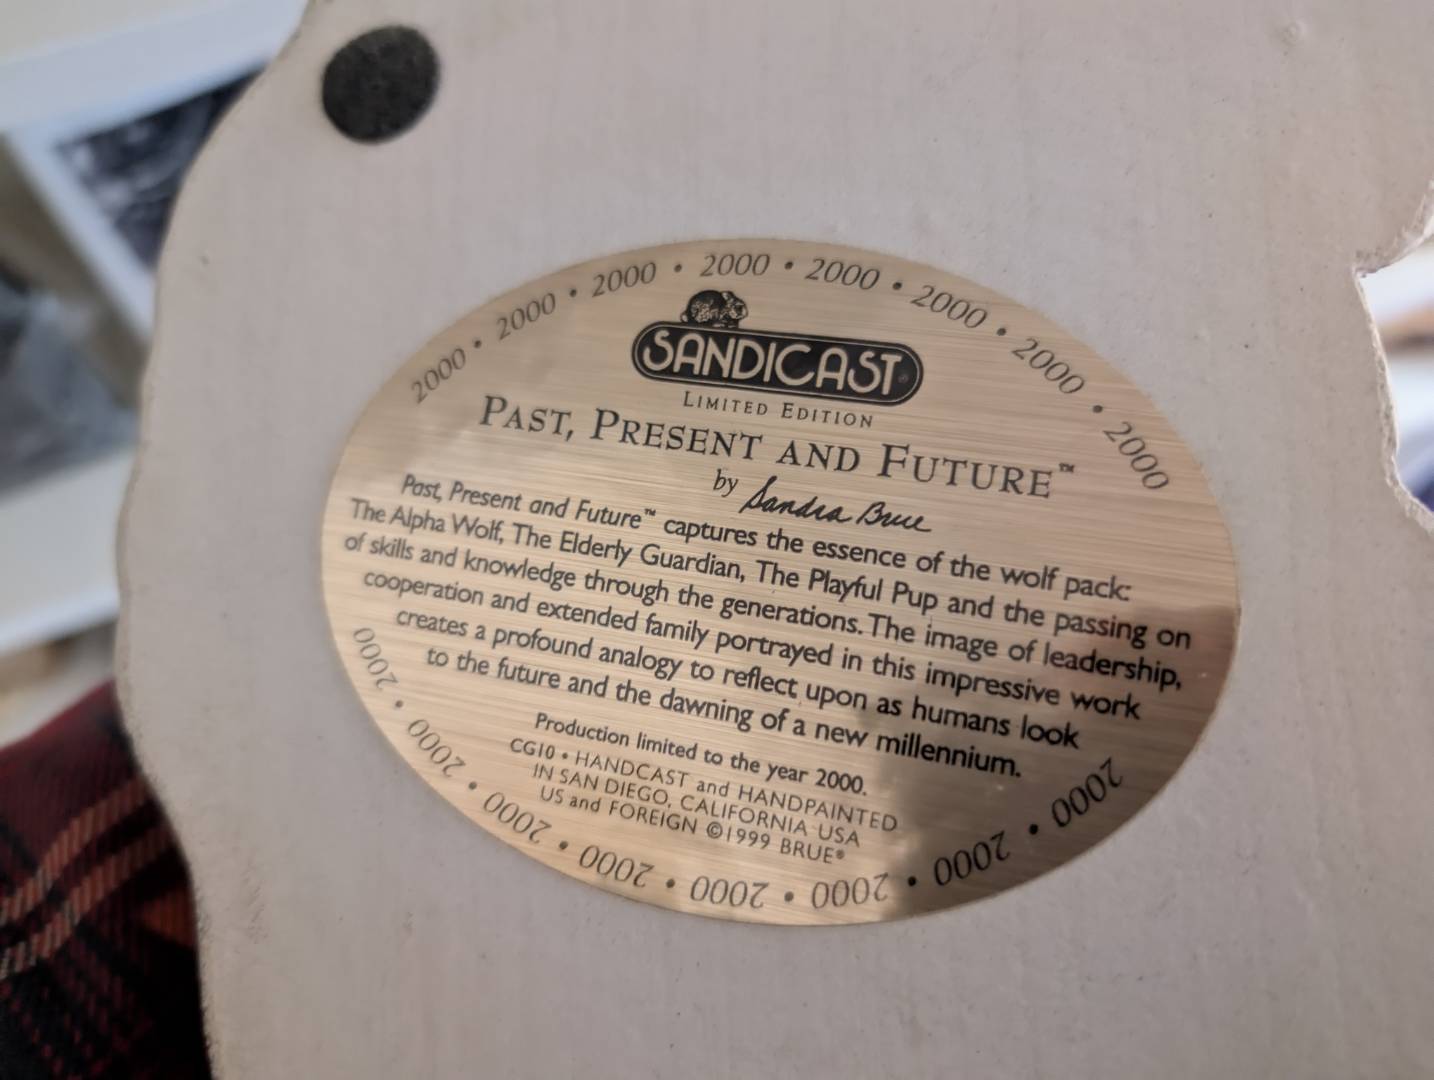 2000 • 2000 • 2000 • 2000 • 2000 • 2000 • 2000 • 2000
SANDICAST®
LIMITED EDITION
PAST, PRESENT AND FUTURE™
by Sandra Brue
Past, Present and Future™ captures the essence of the wolf pack:
The Alpha Wolf, The Elderly Guardian, The Playful Pup and the passing on
of skills and knowledge through the generations. The image of leadership,
cooperation and extended family portrayed in this impressive work
creates a profound analogy to reflect upon as humans look
to the future and the dawning of a new millennium.
Production limited to the year 2000.
CG10 • HANDCAST and HANDPAINTED
IN SAN DIEGO, CALIFORNIA USA
US and FOREIGN ©1999 BRUE®
2000 • 2000 • 2000 • 2000 • 2000 • 2000 • 2000 • 2000